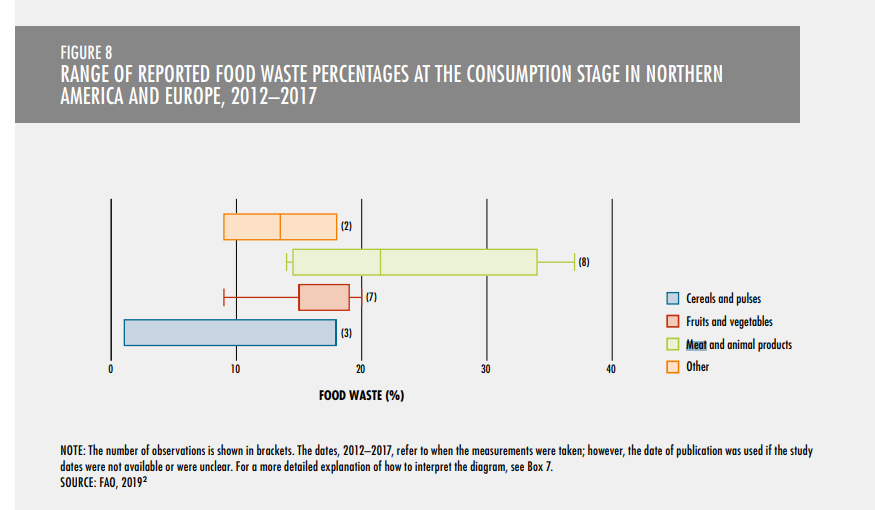 FIGURE 8
RANGE OF REPORTED FOOD WASTE PERCENTAGES AT THE CONSUMPTION STAGE IN NORTHERN
AMERICA AND EUROPE, 2012–2017
(2)
(8)
(7)
(3)
Cereals and pulses
Fruits and vegetables
Meat and animal products
Other
0 10 20 30 40
FOOD WASTE (%)
NOTE: The number of observations is shown in brackets. The dates, 2012–2017, refer to when the measurements were taken; however, the date of publication was used if the study
dates were not available or were unclear. For a more detailed explanation of how to interpret the diagram, see Box 7.
SOURCE: FAO, 2019²